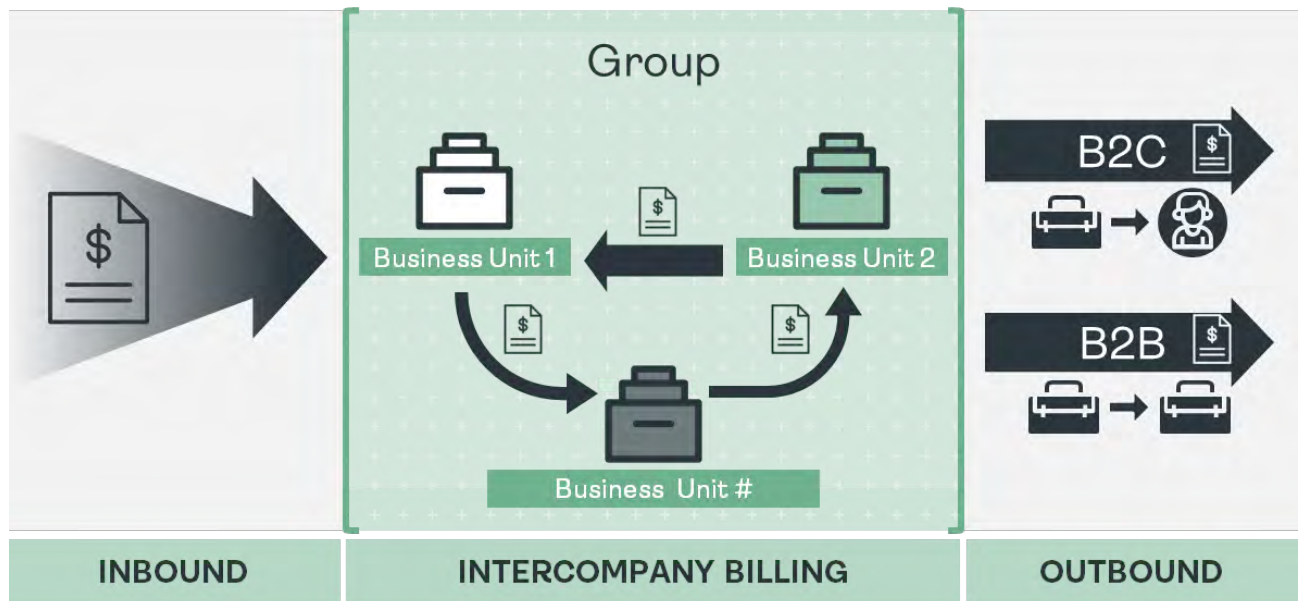 Group
$
B2C $
$
Business Unit 1
Business Unit 2
$
$
B2B $
Business Unit #
INBOUND
INTERCOMPANY BILLING
OUTBOUND